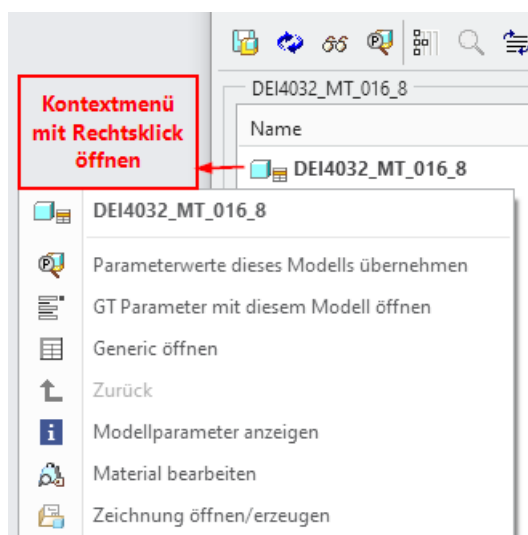 DEI4032_MT_016_8
Kontextmenü
mit Rechtsklick
öffnen
Name
DEI4032_MT_016_8
DEI4032_MT_016_8
Parameterwerte dieses Modells übernehmen
GT Parameter mit diesem Modell öffnen
Generic öffnen
Zurück
Modellparameter anzeigen
Material bearbeiten
Zeichnung öffnen/erzeugen